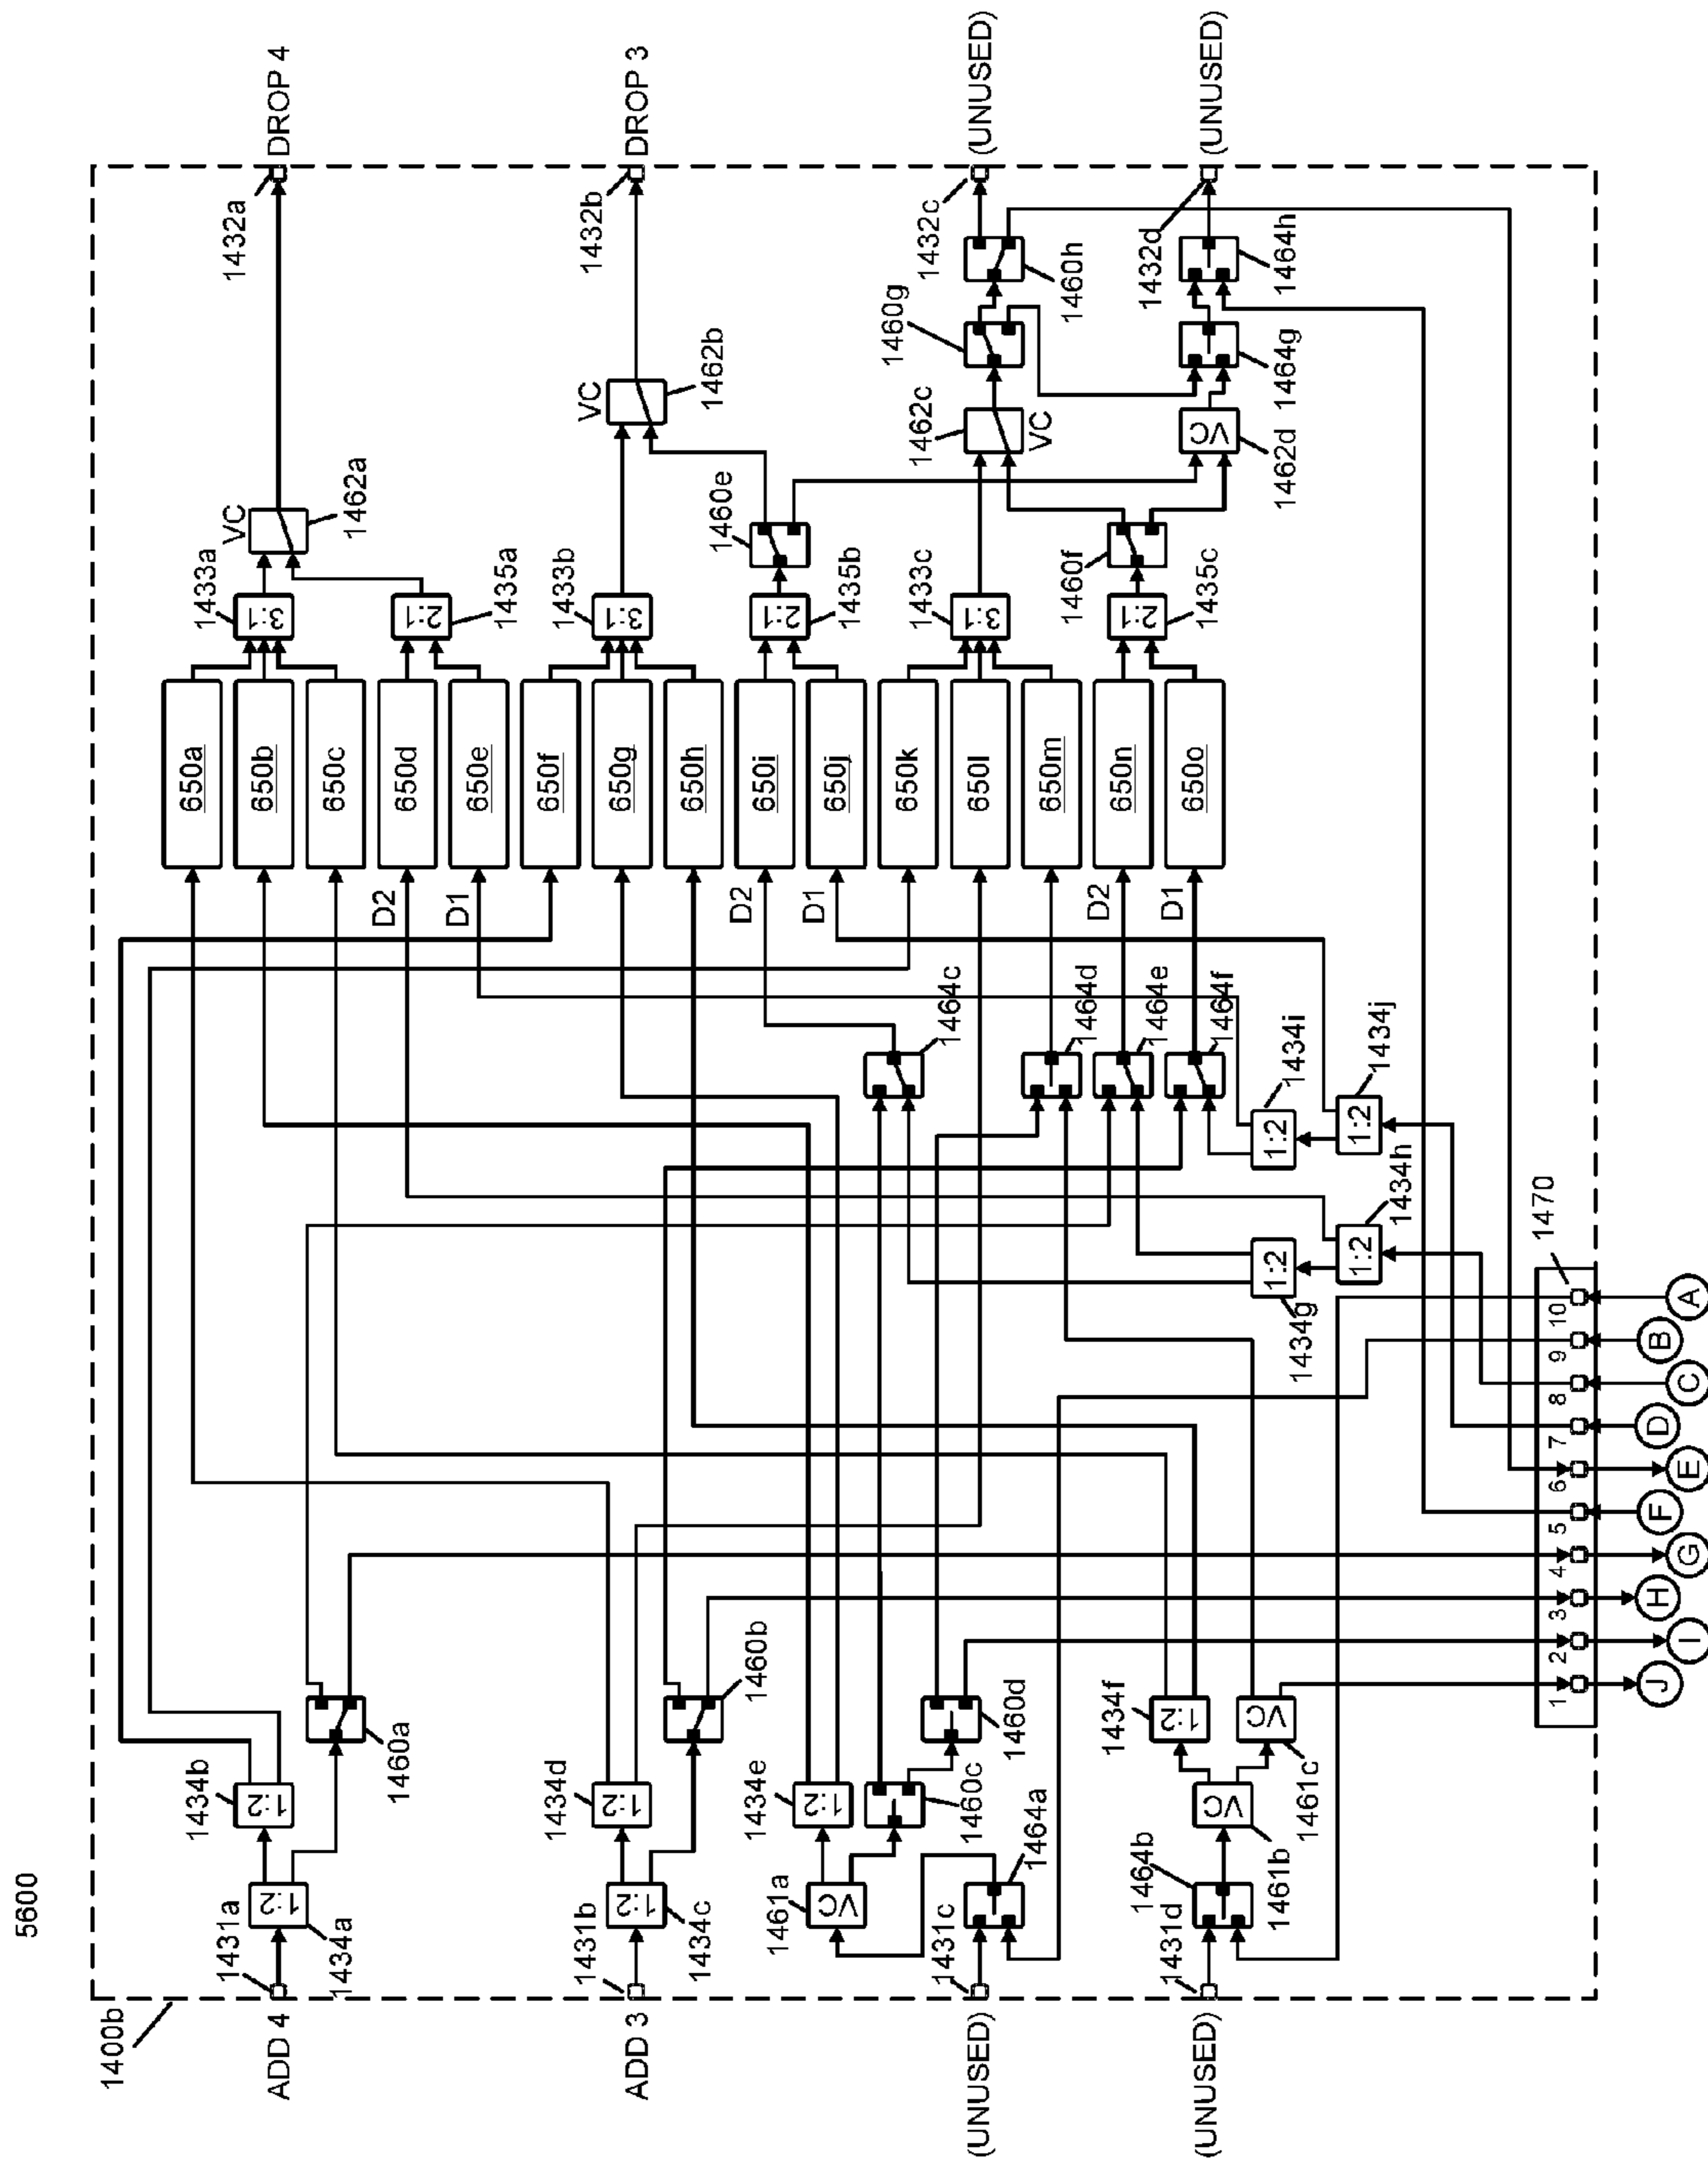 5600
1400b
ADD 4
1431a
1:2
1434a
1:2
1434b
1460a
ADD 3
1431b
1:2
1434c
1:2
1434d
1460b
(UNUSED)
1431c
1464a
VC
1461a
1:2
1434e
1460c
1460d
(UNUSED)
1431d
1464b
VC
1461b
1:2
1434f
VC
1461c
1:2
1434g
1:2
1434h
1:2
1434i
1:2
1434j
1464c
1464d
1464e
1464f
D2
D1
D2
D1
D2
D1
650a
650b
650c
650d
650e
650f
650g
650h
650i
650j
650k
650l
650m
650n
650o
3:1
1433a
2:1
1435a
3:1
1433b
2:1
1435b
3:1
1433c
2:1
1435c
1460e
1460f
VC
1462a
VC
1462b
VC
1462c
VC
1462d
1460g
1460h
1464g
1464h
1432a
DROP 4
1432b
DROP 3
1432c
(UNUSED)
1432d
(UNUSED)
1470
1 2 3 4 5 6 7 8 9 10
J I H G F E D C B A